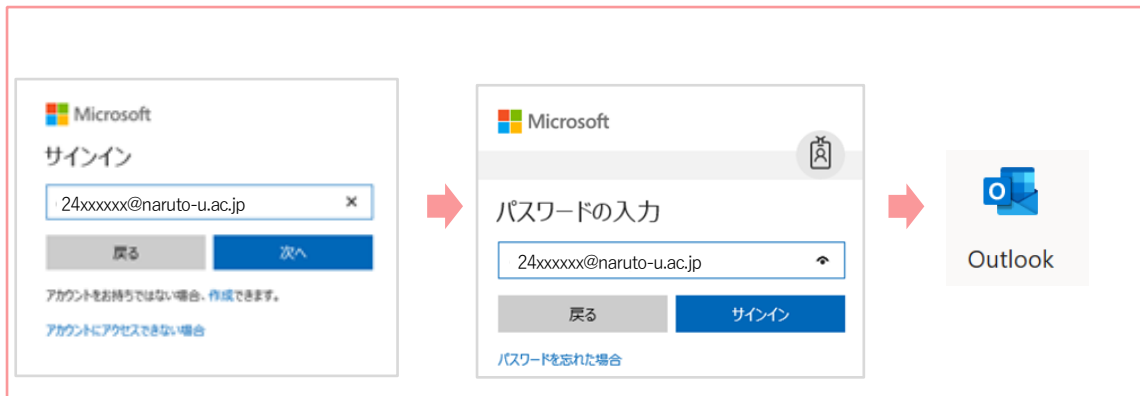 Microsoft
サインイン
24xxxxxx@naruto-u.ac.jp
戻る
次へ
アカウントをお持ちではない場合、作成できます。
アカウントにアクセスできない場合
Microsoft
パスワードの入力
24xxxxxx@naruto-u.ac.jp
戻る
サインイン
パスワードを忘れた場合
Outlook